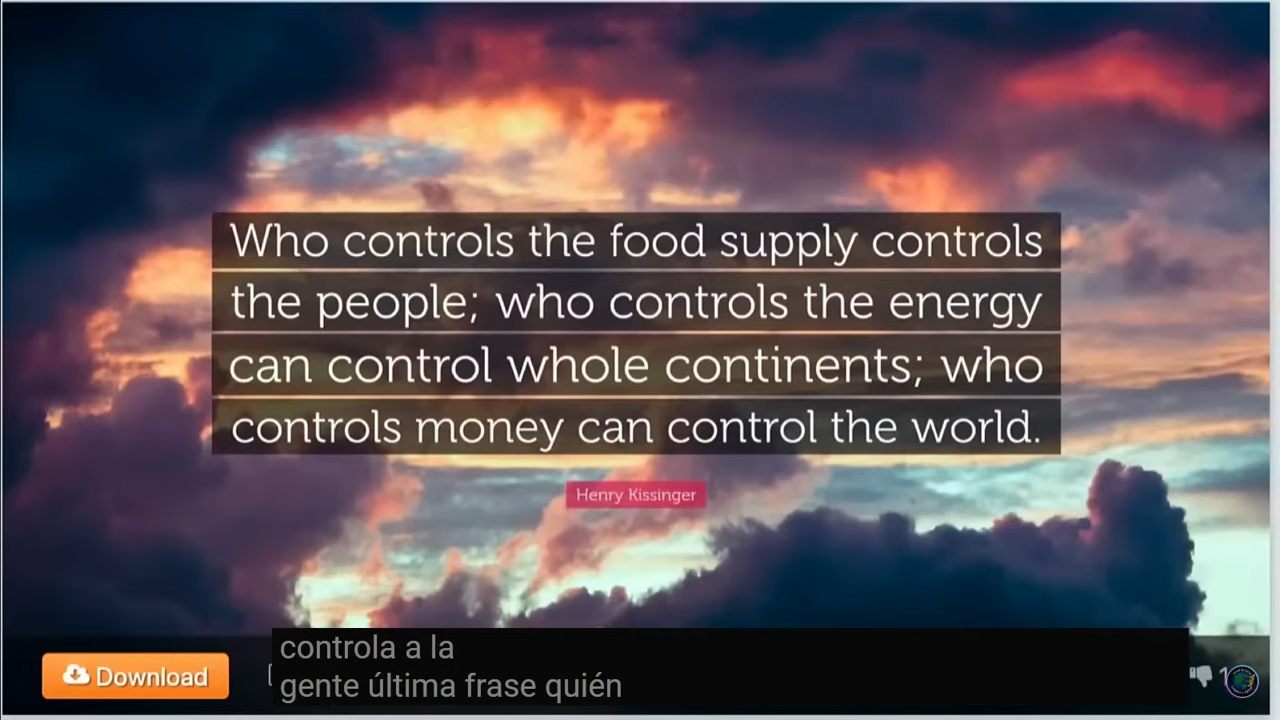 Who controls the food supply controls
the people; who controls the energy
can control whole continents; who
controls money can control the world.
Henry Kissinger
controla a la
Download
gente última frase quién